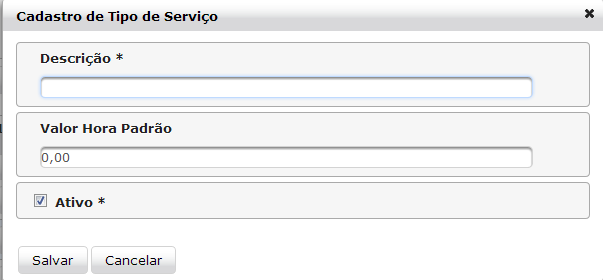 Cadastro de Tipo de Serviço
Descrição *
Valor Hora Padrão
0,00
Ativo *
Salvar Cancelar